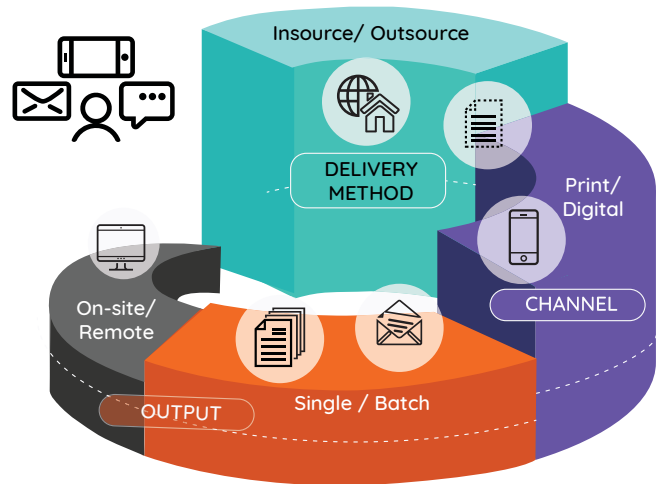 Insource/ Outsource
DELIVERY
METHOD
Print/
Digital
CHANNEL
On-site/
Remote
OUTPUT
Single / Batch